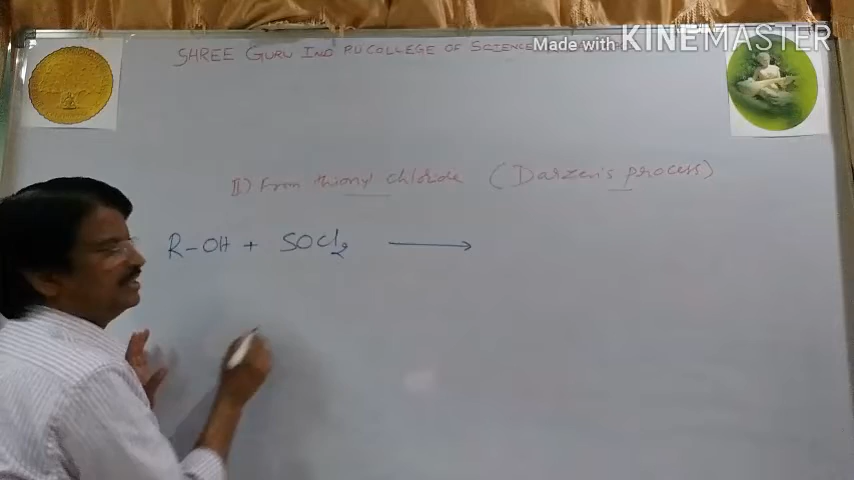 SHREE GURU IND PU COLLEGE OF SCIENCE
Made with KINEMASTER
II) From thionyl chloride (Darzen's process)
R-OH + SOCl₂ ⟶